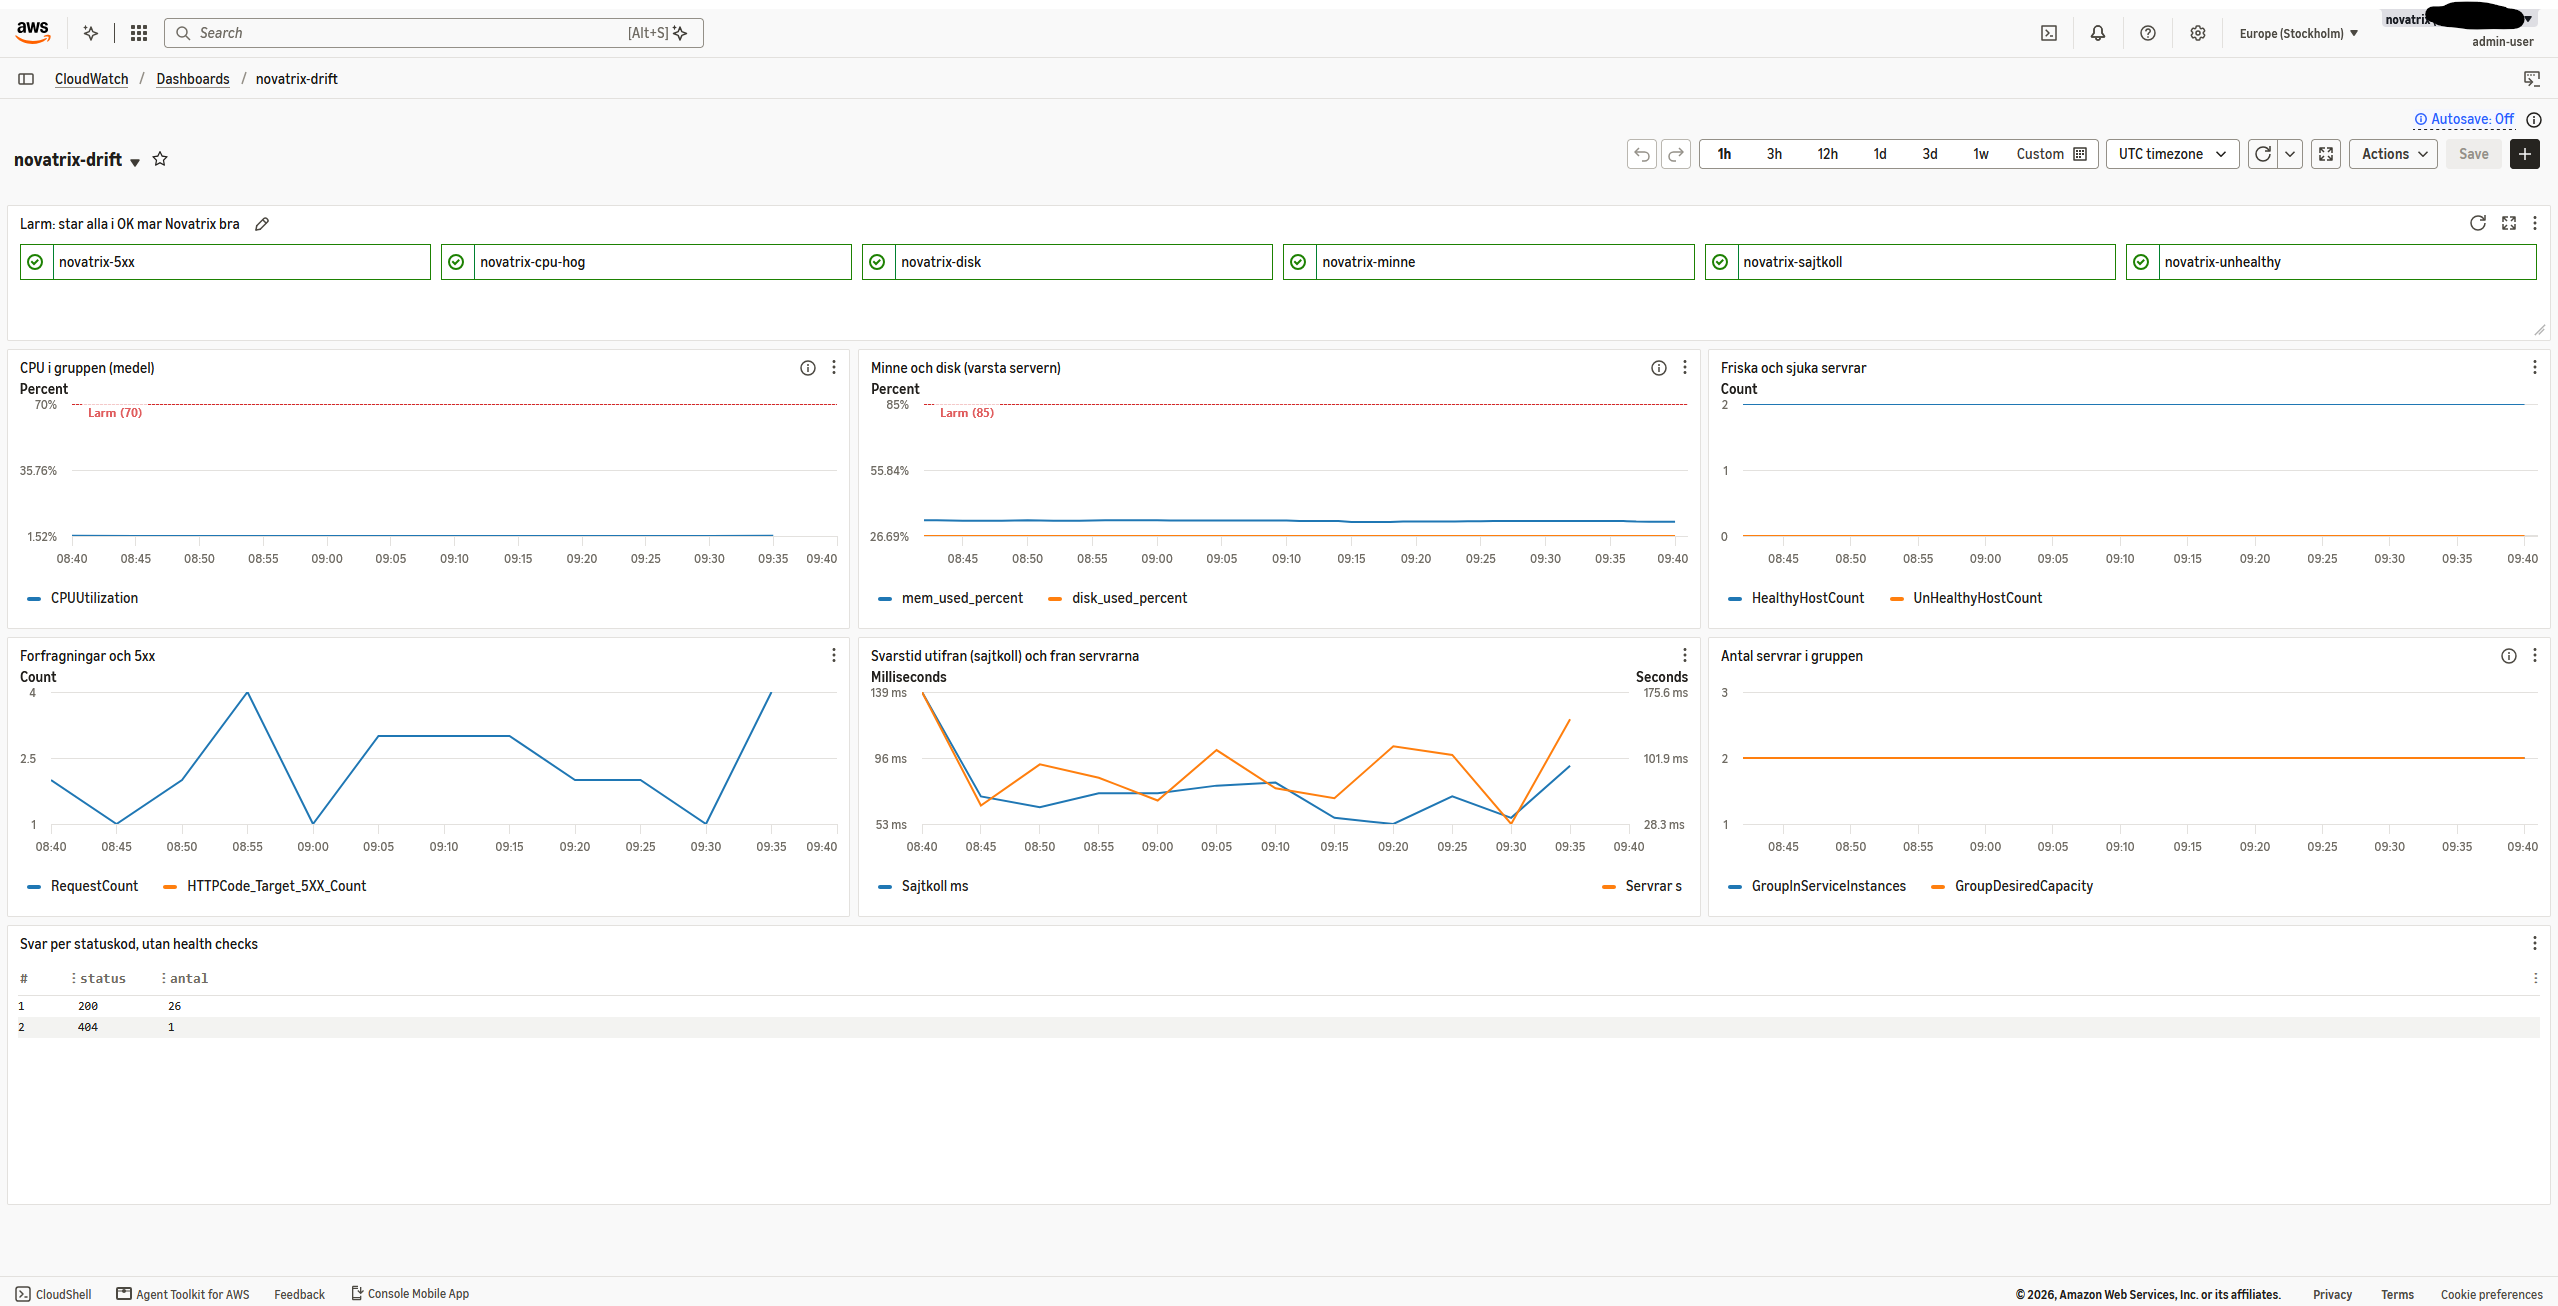 aws
Search [Alt+S]
Europe (Stockholm)
admin-user
CloudWatch / Dashboards / novatrix-drift
Autosave: Off
novatrix-drift
1h 3h 12h 1d 3d 1w Custom UTC timezone Actions Save
Larm: star alla i OK mar Novatrix bra
novatrix-5xx novatrix-cpu-hog novatrix-disk novatrix-minne novatrix-sajtkoll novatrix-unhealthy
CPU i gruppen (medel)
Percent
70%
Larm (70)
35.76%
1.52%
08:40 08:45 08:50 08:55 09:00 09:05 09:10 09:15 09:20 09:25 09:30 09:35 09:40
CPUUtilization
Minne och disk (varsta servern)
Percent
85%
Larm (85)
55.84%
26.69%
08:45 08:50 08:55 09:00 09:05 09:10 09:15 09:20 09:25 09:30 09:35 09:40
mem_used_percent disk_used_percent
Friska och sjuka servrar
Count
2
1
0
08:45 08:50 08:55 09:00 09:05 09:10 09:15 09:20 09:25 09:30 09:35 09:40
HealthyHostCount UnHealthyHostCount
Forfragningar och 5xx
Count
4
2.5
1
08:40 08:45 08:50 08:55 09:00 09:05 09:10 09:15 09:20 09:25 09:30 09:35 09:40
RequestCount HTTPCode_Target_5XX_Count
Svarstid utifran (sajtkoll) och fran servrarna
Milliseconds Seconds
139 ms 175.6 ms
96 ms 101.9 ms
53 ms 28.3 ms
08:40 08:45 08:50 08:55 09:00 09:05 09:10 09:15 09:20 09:25 09:30 09:35 09:40
Sajtkoll ms Servrar s
Antal servrar i gruppen
3
2
1
08:45 08:50 08:55 09:00 09:05 09:10 09:15 09:20 09:25 09:30 09:35 09:40
GroupInServiceInstances GroupDesiredCapacity
Svar per statuskod, utan health checks
# status antal
1 200 26
2 404 1
CloudShell Agent Toolkit for AWS Feedback Console Mobile App
© 2026, Amazon Web Services, Inc. or its affiliates. Privacy Terms Cookie preferences